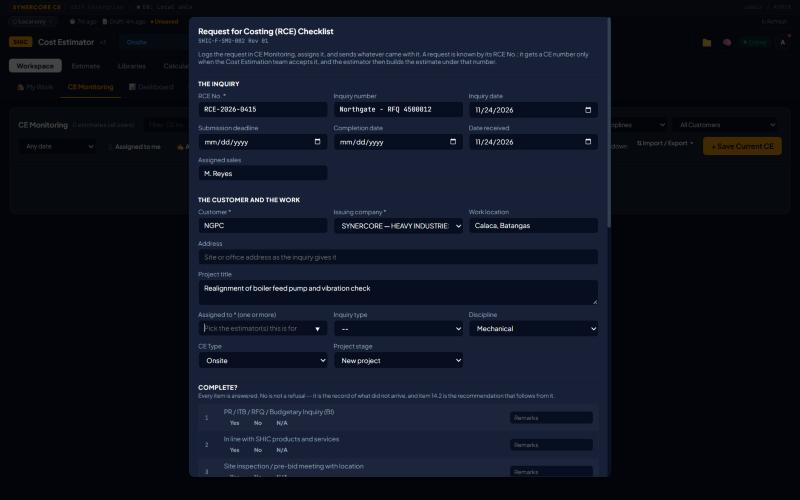 SYNERCORE CE
7m ago
Draft: 4m ago
Unsaved
SHIC
Cost Estimator
Onsite
Workspace
Estimate
Libraries
My Work
CE Monitoring
Dashboard
CE Monitoring
Any date
Assigned to me
All Customers
Import / Export
+ Save Current CE
Request for Costing (RCE) Checklist
SHIC-F-SMD-002 Rev 01
Logs the request in CE Monitoring, assigns it, and sends whatever came with it. A request is known by its RCE No.; it gets a CE number only
when the Cost Estimation team accepts it, and the estimator then builds the estimate under that number.
THE INQUIRY
RCE No. *
Inquiry number
Inquiry date
RCE-2026-0415
Northgate - RFQ 4500012
11/24/2026
Submission deadline
Completion date
Date received
mm/dd/yyyy
mm/dd/yyyy
11/24/2026
Assigned sales
M. Reyes
THE CUSTOMER AND THE WORK
Customer *
Issuing company *
Work location
NGPC
SYNERCORE — HEAVY INDUSTRIE
Calaca, Batangas
Address
Site or office address as the inquiry gives it
Project title
Realignment of boiler feed pump and vibration check
Assigned to * (one or more)
Inquiry type
Discipline
Pick the estimator(s) this is for
--
Mechanical
CE Type
Project stage
Onsite
New project
COMPLETE?
Every item is answered. No is not a refusal — it is the record of what did not arrive, and item 14.2 is the recommendation that follows from it.
1
PR / ITB / RFQ / Budgetary Inquiry (BI)
Yes
No
N/A
Remarks
2
In line with SHIC products and services
Yes
No
N/A
Remarks
3
Site inspection / pre-bid meeting with location
Remarks